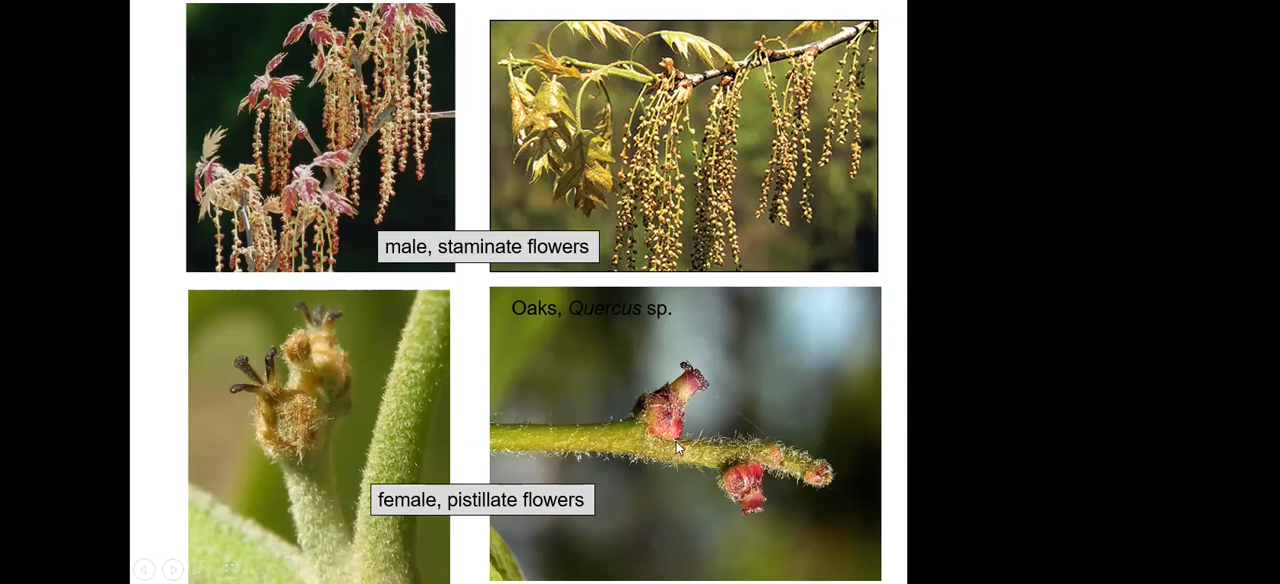 male, staminate flowers
Oaks, Quercus sp.
female, pistillate flowers